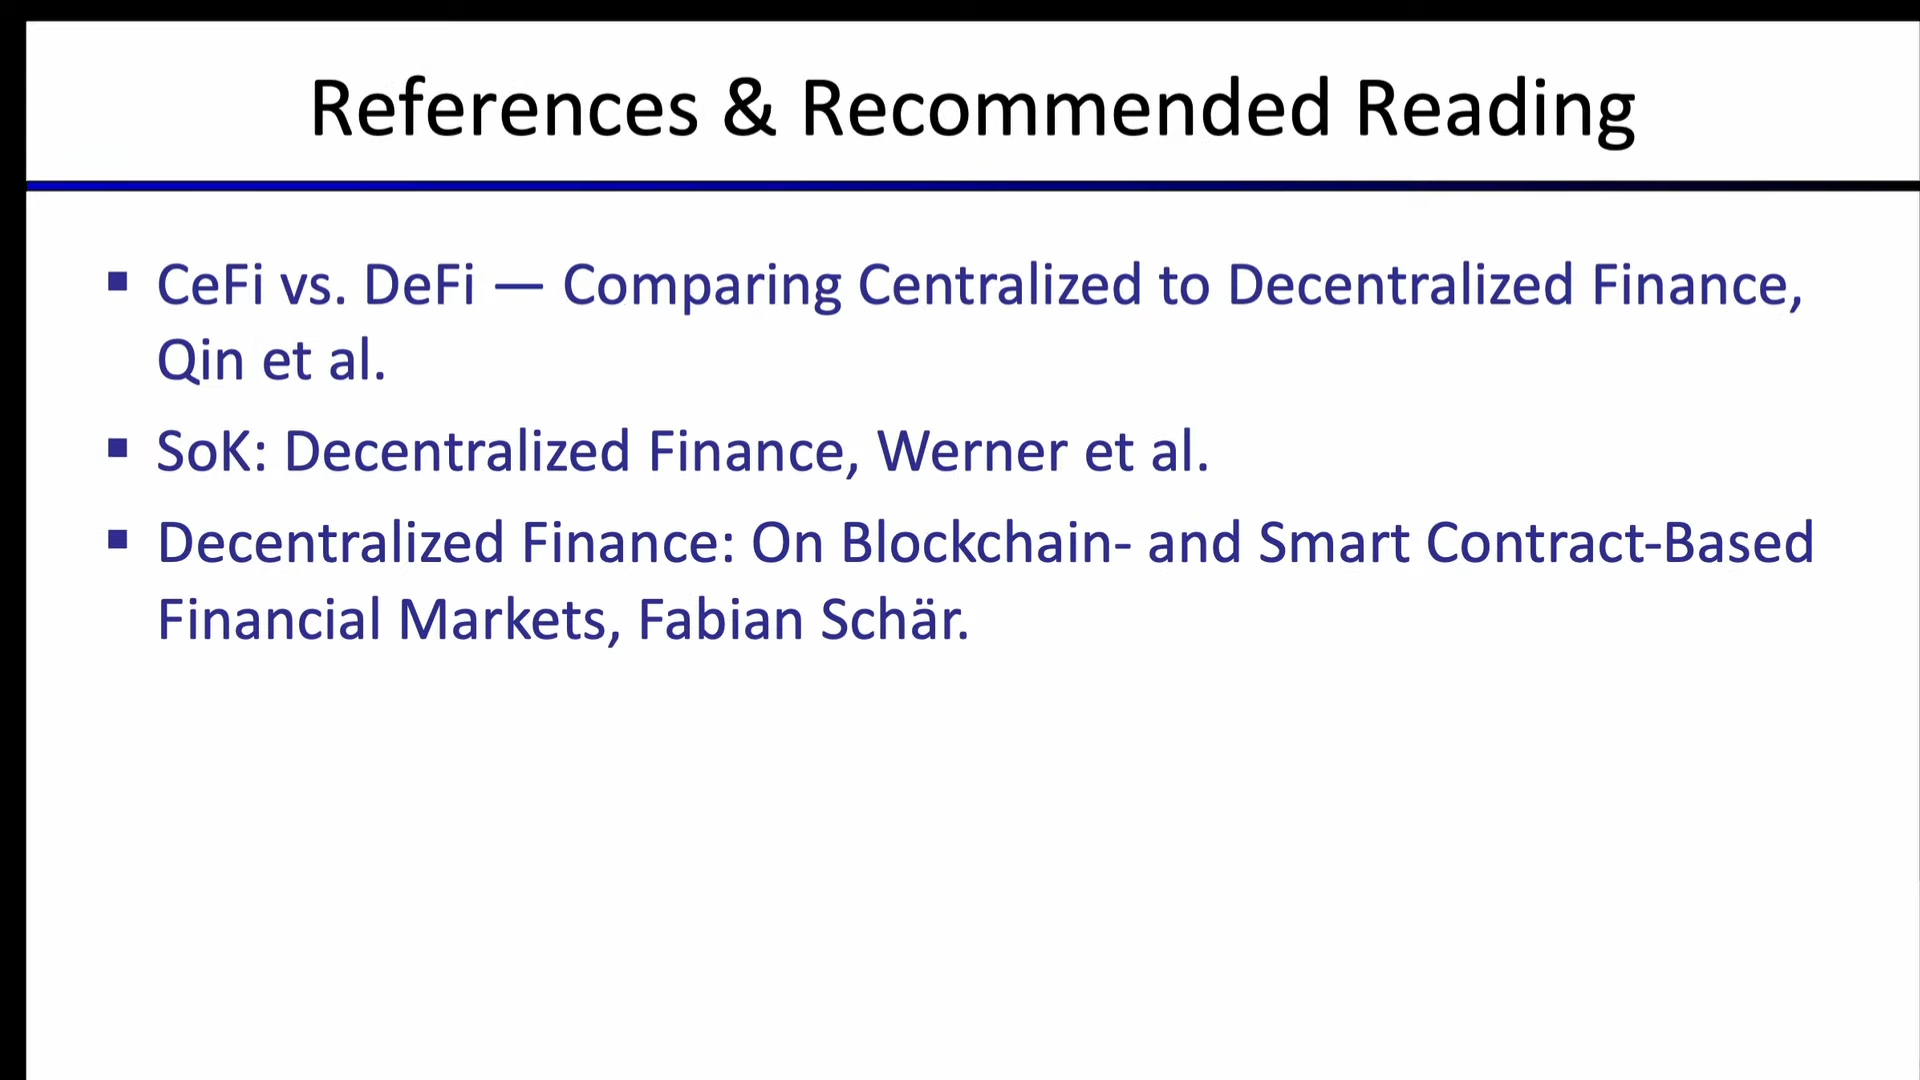 References & Recommended Reading
▪ CeFi vs. DeFi — Comparing Centralized to Decentralized Finance,
Qin et al.
▪ SoK: Decentralized Finance, Werner et al.
▪ Decentralized Finance: On Blockchain- and Smart Contract-Based
Financial Markets, Fabian Schär.